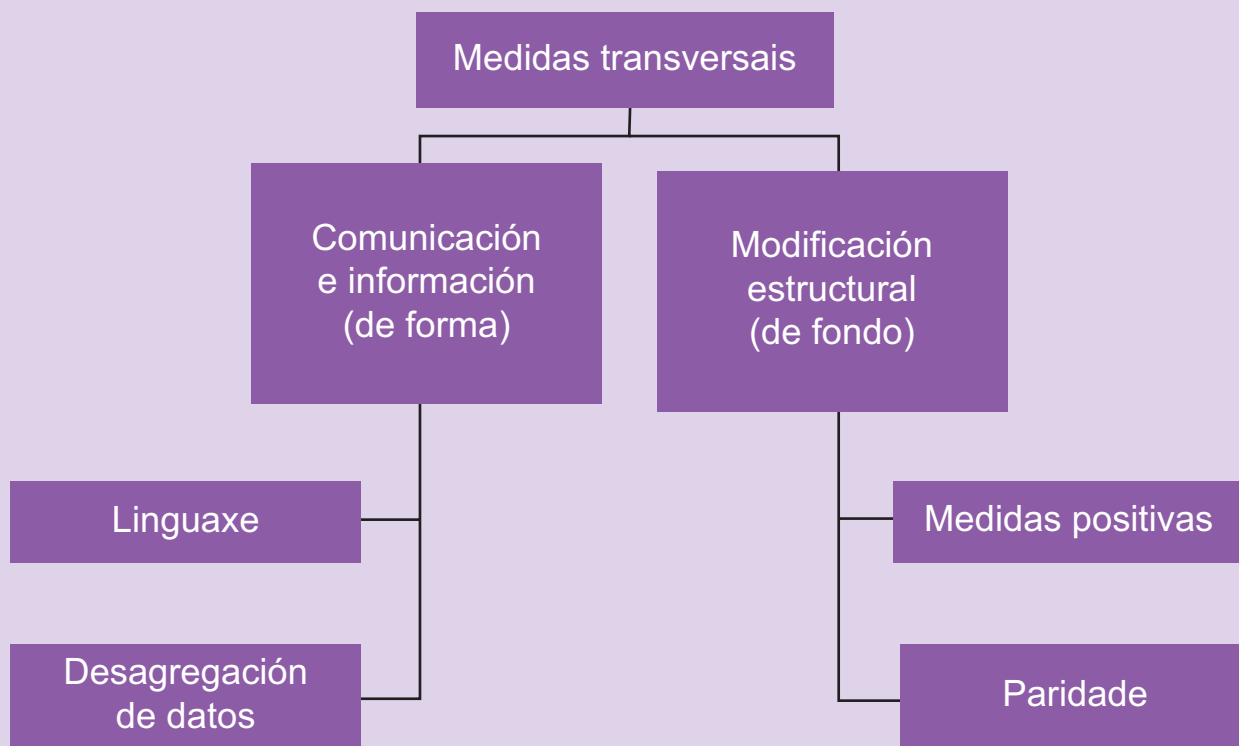 Medidas transversais
Comunicación
e información
(de forma)
Modificación
estructural
(de fondo)
Linguaxe
Medidas positivas
Desagregación
de datos
Paridade